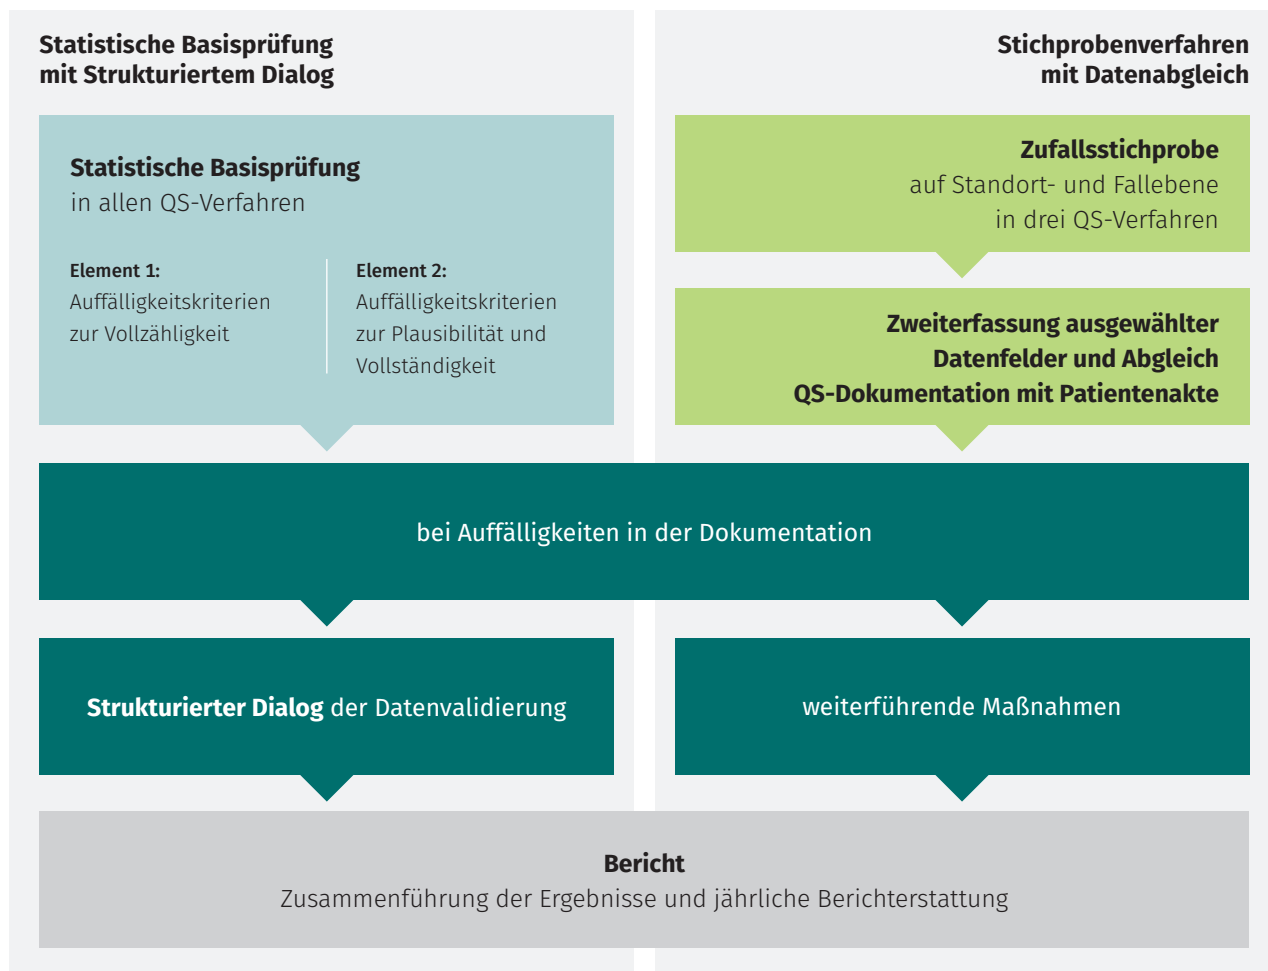 Statistische Basisprüfung
mit Strukturiertem Dialog
Statistische Basisprüfung
in allen QS-Verfahren
Element 1:
Auffälligkeitskriterien
zur Vollzähligkeit
Element 2:
Auffälligkeitskriterien
zur Plausibilität und
Vollständigkeit
Stichprobenverfahren
mit Datenabgleich
Zufallsstichprobe
auf Standort- und Fallebene
in drei QS-Verfahren
Zweiterfassung ausgewählter
Datenfelder und Abgleich
QS-Dokumentation mit Patientenakte
bei Auffälligkeiten in der Dokumentation
Strukturierter Dialog der Datenvalidierung
weiterführende Maßnahmen
Bericht
Zusammenführung der Ergebnisse und jährliche Berichterstattung